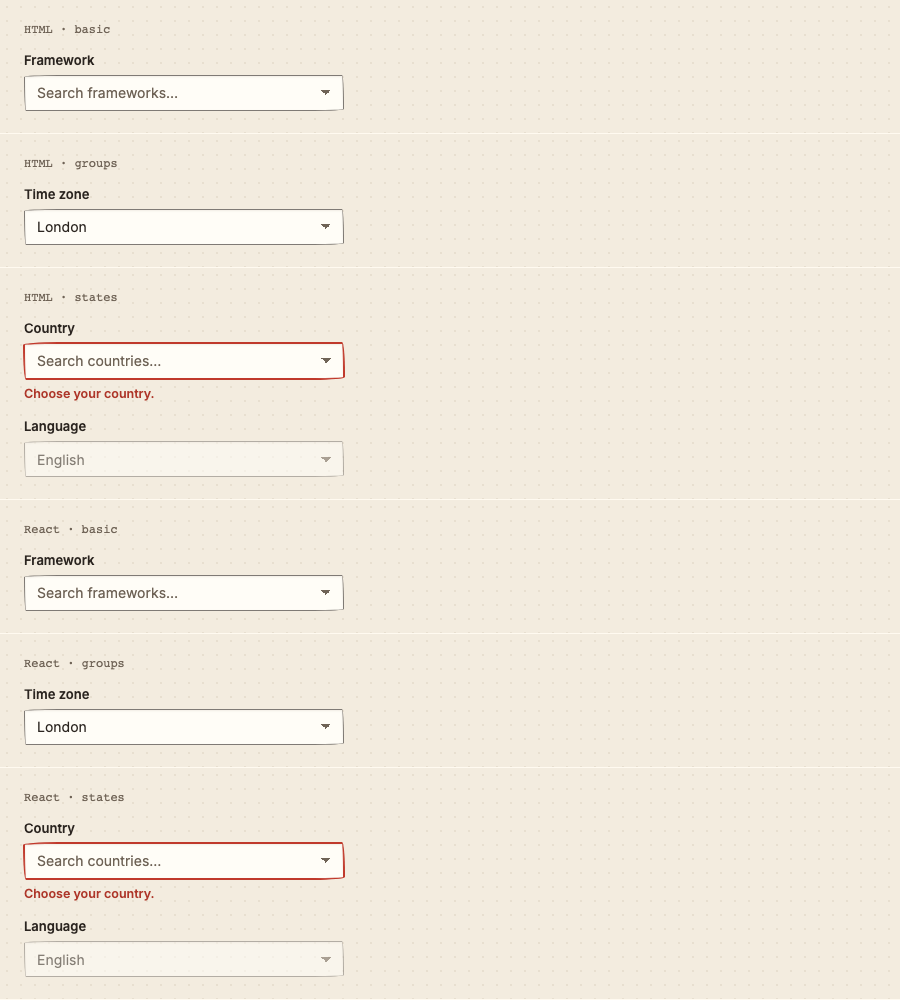 HTML · basic
Framework
Search frameworks…
HTML · groups
Time zone
London
HTML · states
Country
Search countries…
Choose your country.
Language
English
React · basic
Framework
Search frameworks…
React · groups
Time zone
London
React · states
Country
Search countries…
Choose your country.
Language
English